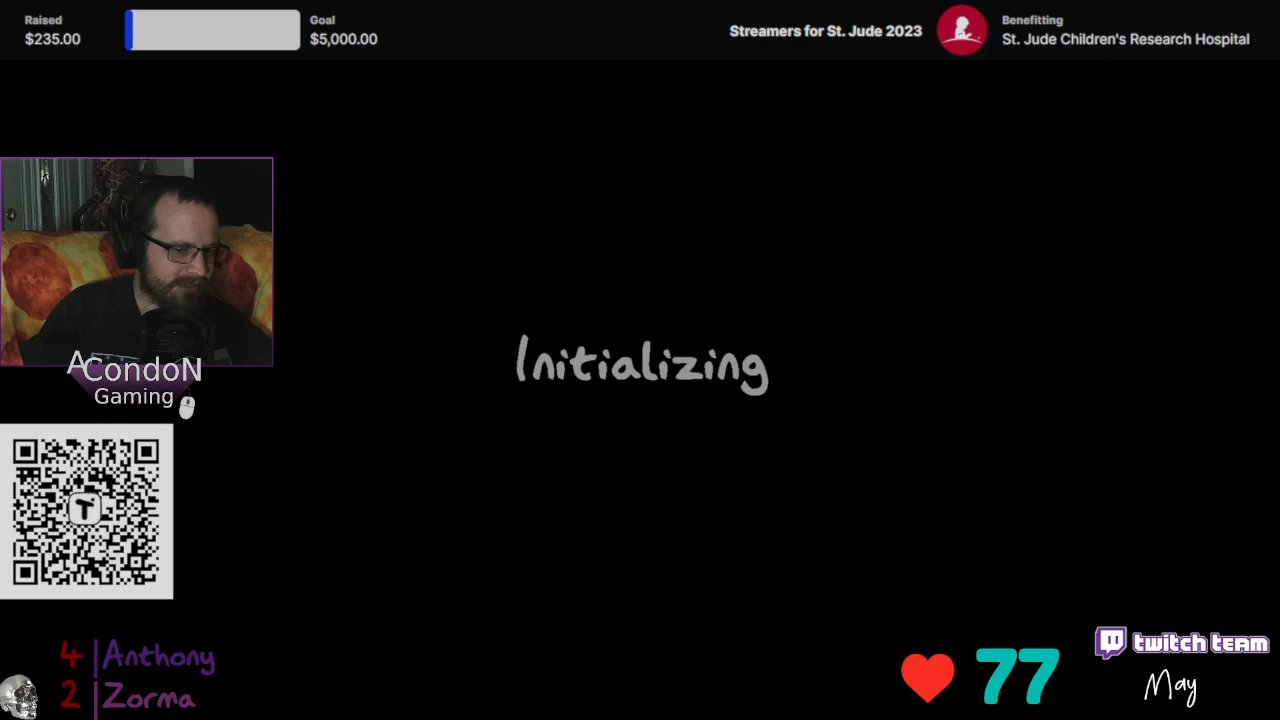 Raised
$235.00
Goal
$5,000.00
Streamers for St. Jude 2023
Benefitting
St. Jude Children's Research Hospital
ACondoN
Gaming
Initializing
T
4 | Anthony
2 | Zorma
77
twitch team
May